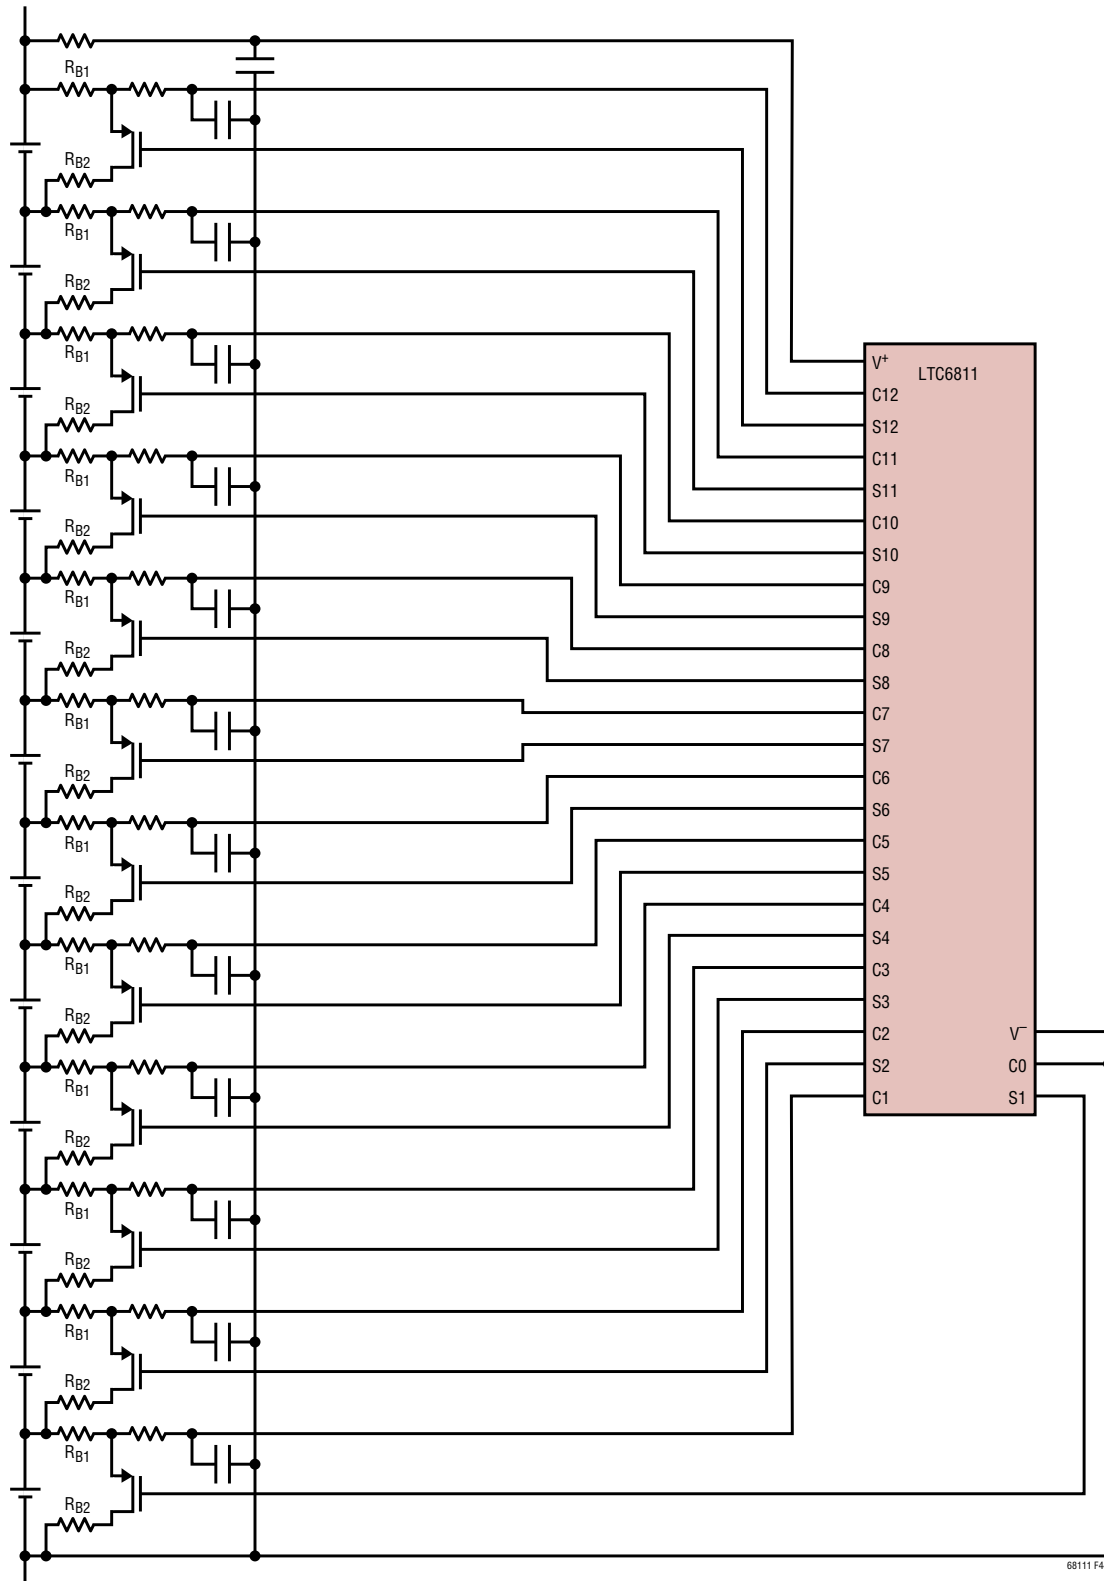 RB1
RB2
RB1
RB2
RB1
RB2
RB1
RB2
RB1
RB2
RB1
RB2
RB1
RB2
RB1
RB2
RB1
RB2
RB1
RB2
RB1
RB2
RB1
RB2
LTC6811
V+
C12
S12
C11
S11
C10
S10
C9
S9
C8
S8
C7
S7
C6
S6
C5
S5
C4
S4
C3
S3
C2
S2
C1
V–
C0
S1
68111 F4